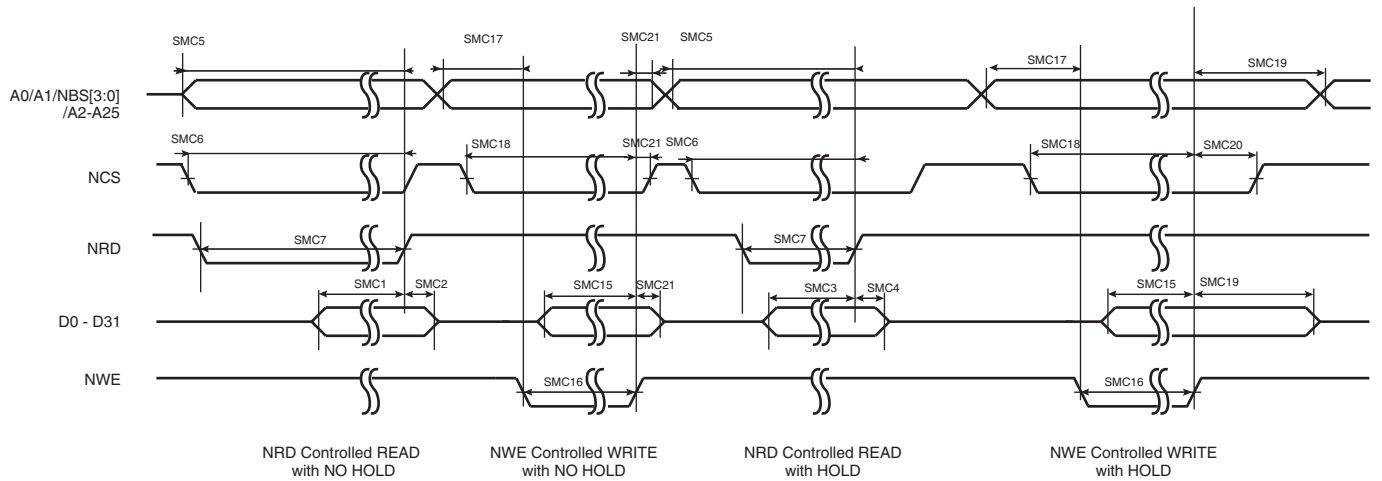 SMC5
SMC17
SMC21
SMC5
SMC17
SMC19
A0/A1/NBS[3:0]
/A2-A25
SMC6
SMC18
SMC21
SMC6
SMC18
SMC20
NCS
NRD
SMC7
SMC7
SMC1
SMC2
SMC15
SMC21
SMC3
SMC4
SMC15
SMC19
D0 - D31
NWE
SMC16
SMC16
NRD Controlled READ
with NO HOLD
NWE Controlled WRITE
with NO HOLD
NRD Controlled READ
with HOLD
NWE Controlled WRITE
with HOLD